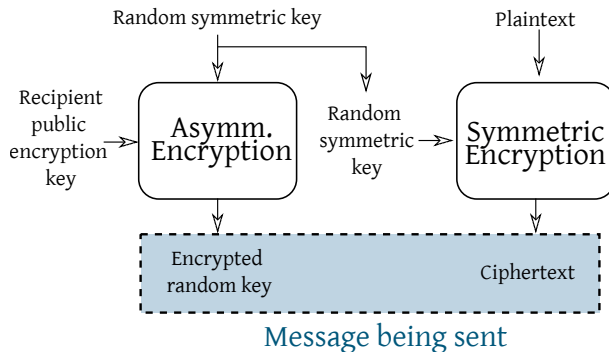 Random symmetric key
Plaintext
Recipient
public
encryption
key
Asymm.
Encryption
Random
symmetric
key
Symmetric
Encryption
Encrypted
random key
Ciphertext
Message being sent